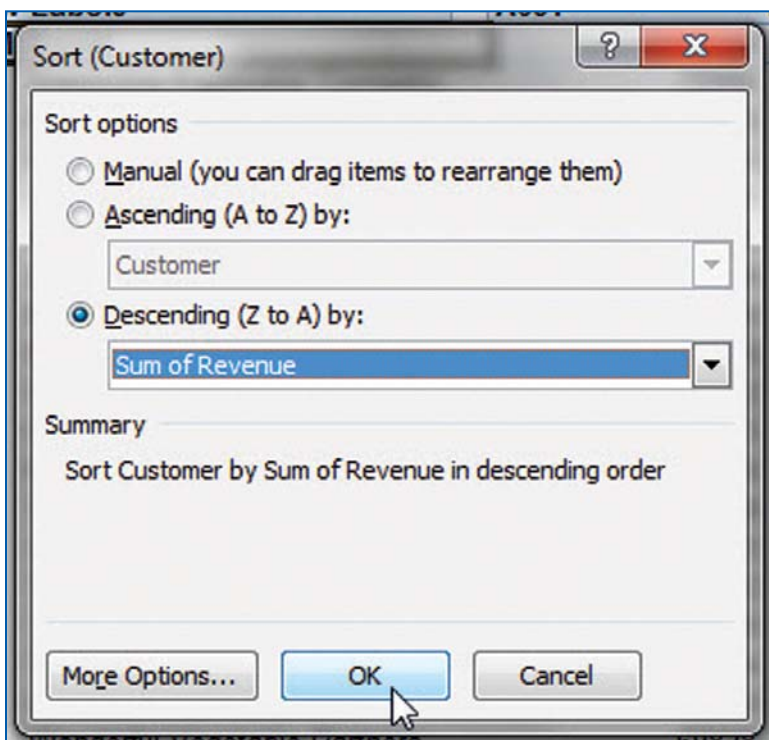 Sort (Customer)
?
X
Sort options
Manual (you can drag items to rearrange them)
Ascending (A to Z) by:
Customer
Descending (Z to A) by:
Sum of Revenue
Summary
Sort Customer by Sum of Revenue in descending order
More Options...
OK
Cancel